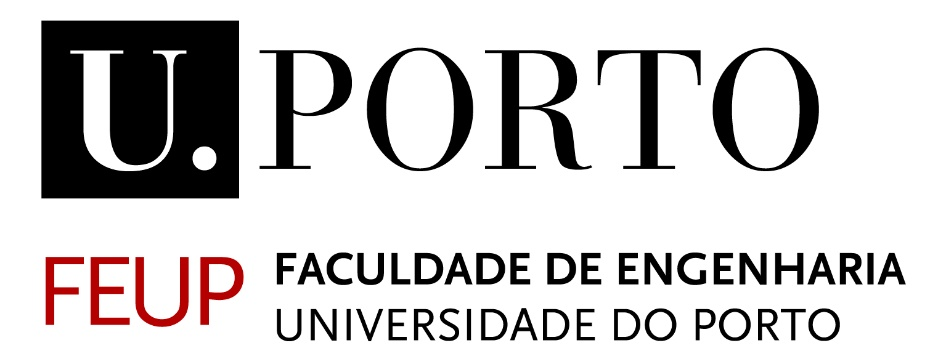 U. PORTO
FEUP FACULDADE DE ENGENHARIA
UNIVERSIDADE DO PORTO